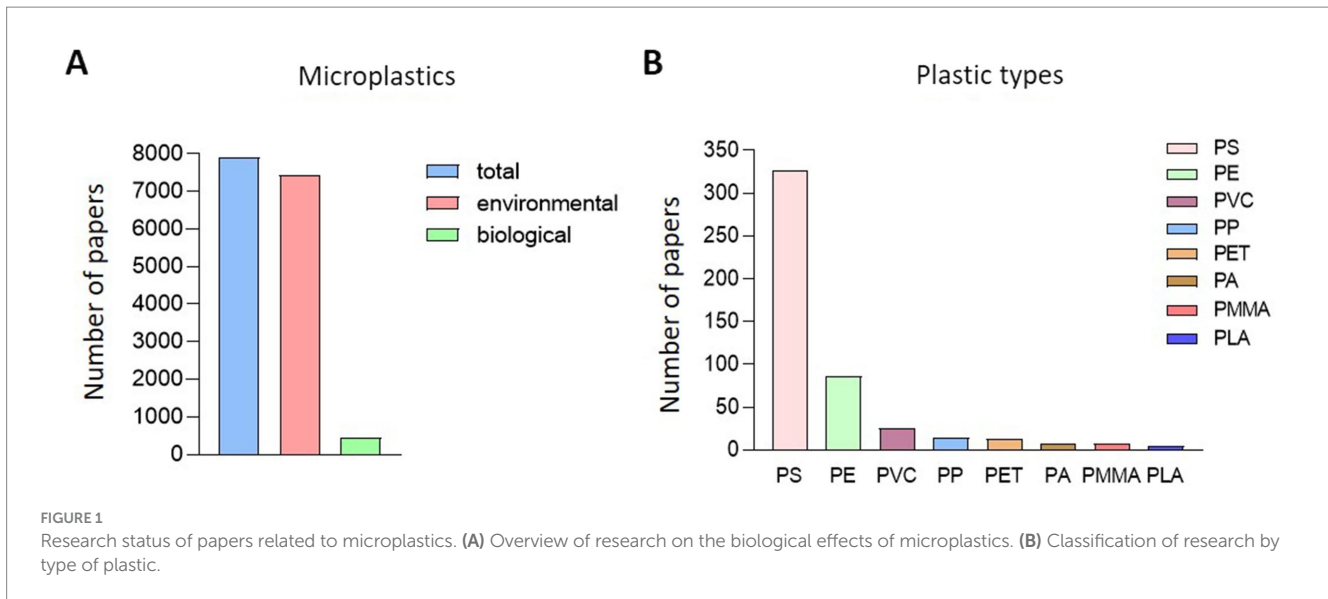 A
Microplastics
Number of papers
8000
7000
6000
5000
4000
3000
2000
1000
0
total
environmental
biological
B
Plastic types
Number of papers
350
300
250
200
150
100
50
0
PS PE PVC PP PET PA PMMA PLA
PS
PE
PVC
PP
PET
PA
PMMA
PLA
FIGURE 1
Research status of papers related to microplastics. (A) Overview of research on the biological effects of microplastics. (B) Classification of research by
type of plastic.